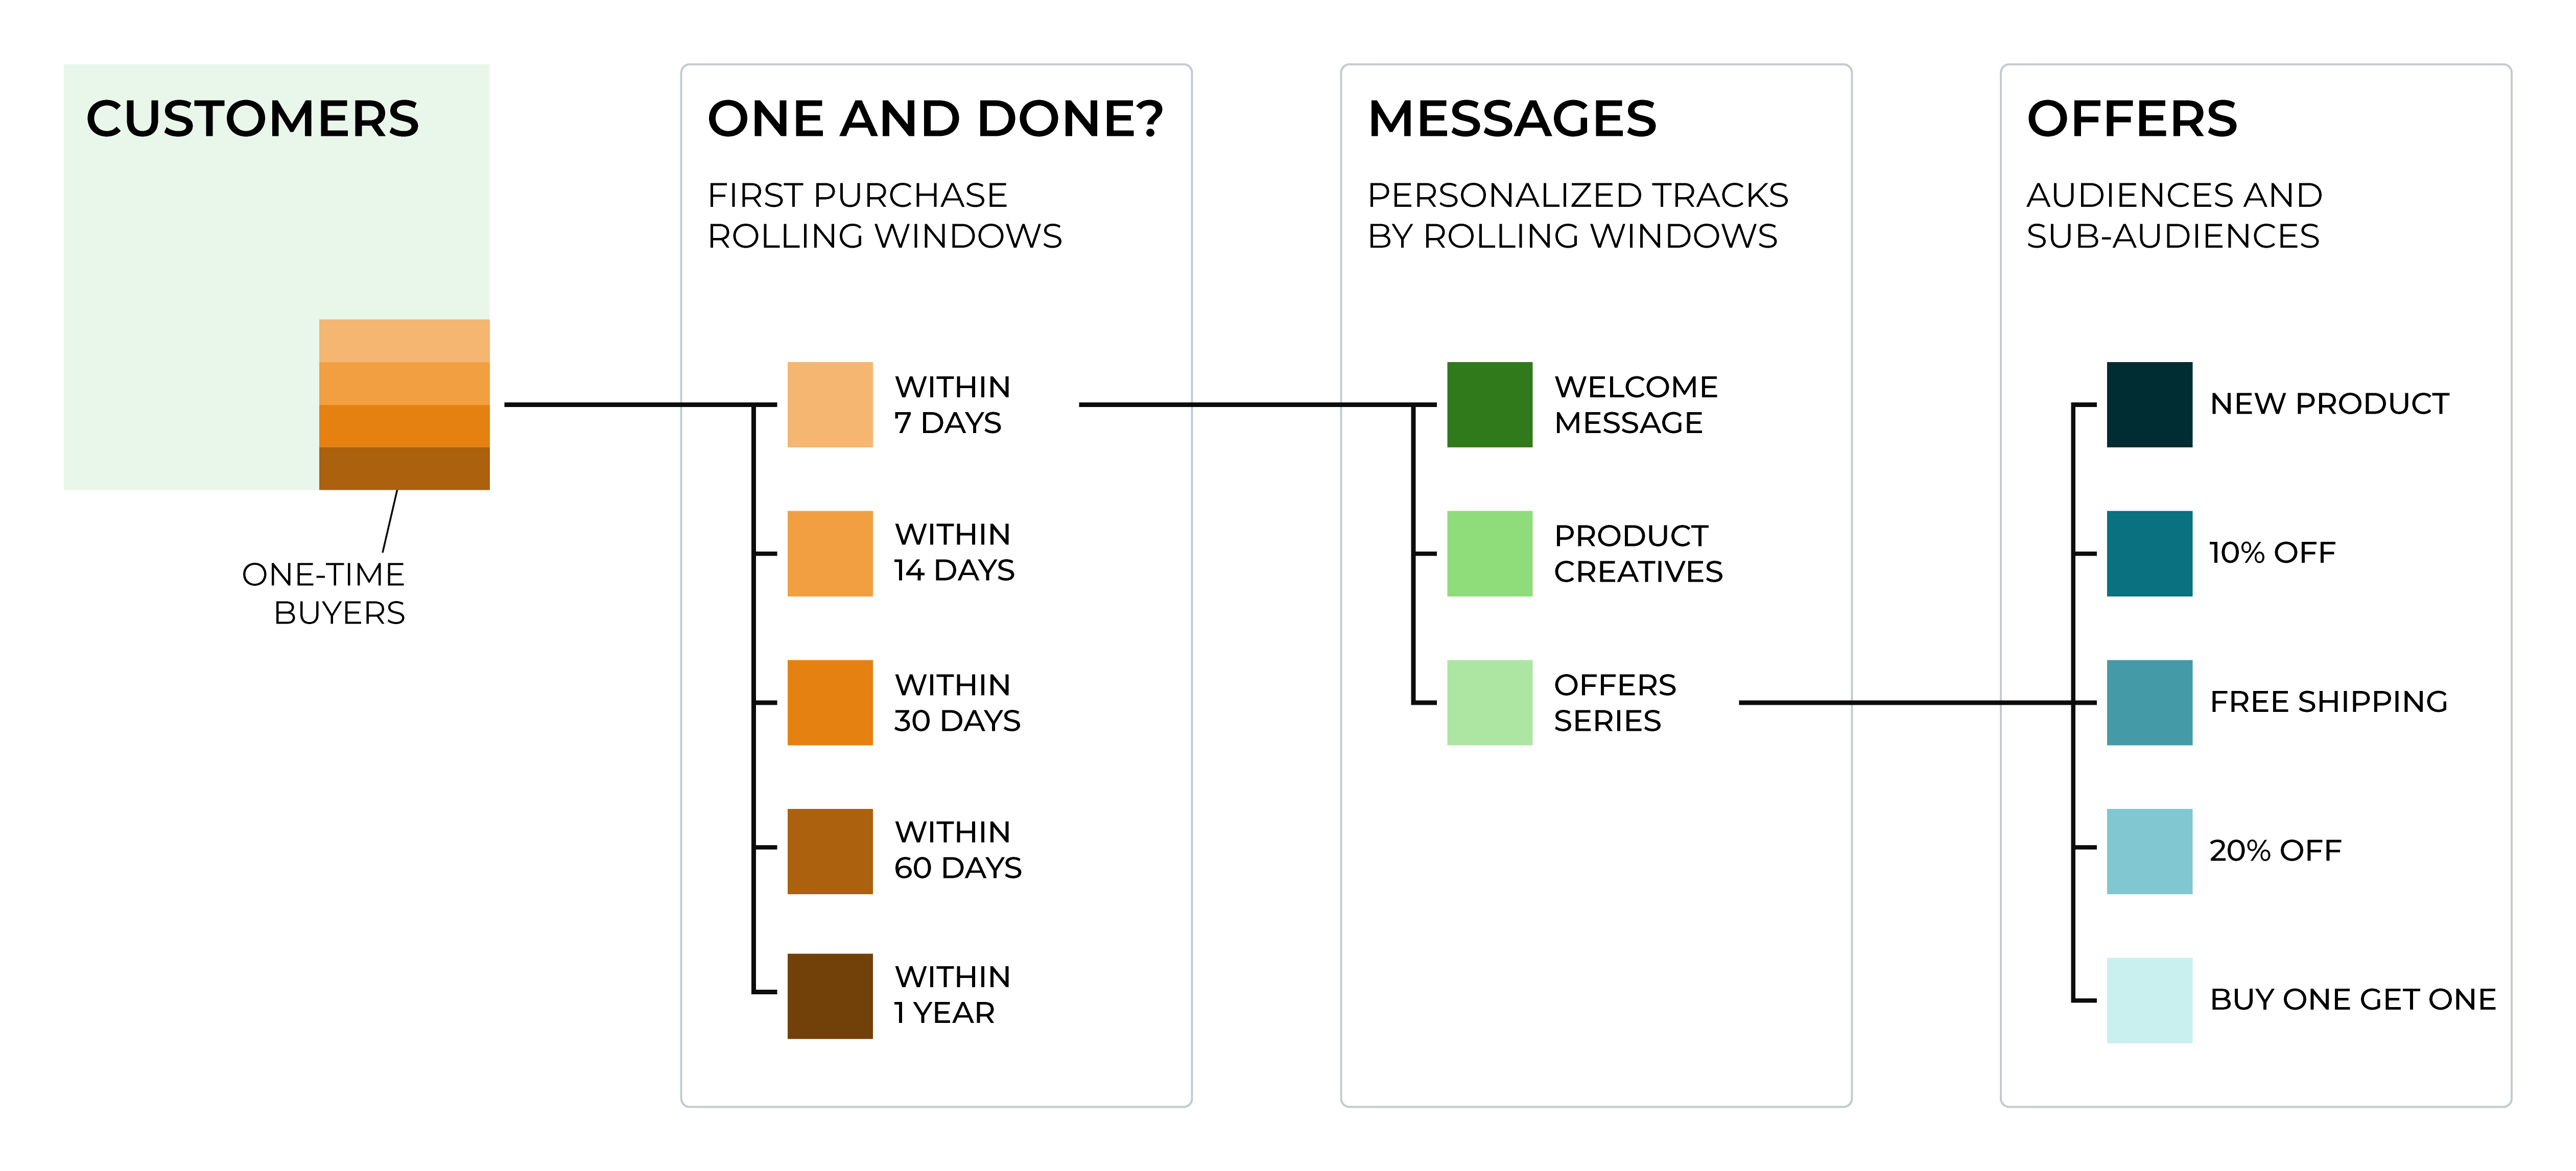 CUSTOMERS
ONE-TIME
BUYERS
ONE AND DONE?
FIRST PURCHASE
ROLLING WINDOWS
WITHIN
7 DAYS
WITHIN
14 DAYS
WITHIN
30 DAYS
WITHIN
60 DAYS
WITHIN
1 YEAR
MESSAGES
PERSONALIZED TRACKS
BY ROLLING WINDOWS
WELCOME
MESSAGE
PRODUCT
CREATIVES
OFFERS
SERIES
OFFERS
AUDIENCES AND
SUB-AUDIENCES
NEW PRODUCT
10% OFF
FREE SHIPPING
20% OFF
BUY ONE GET ONE